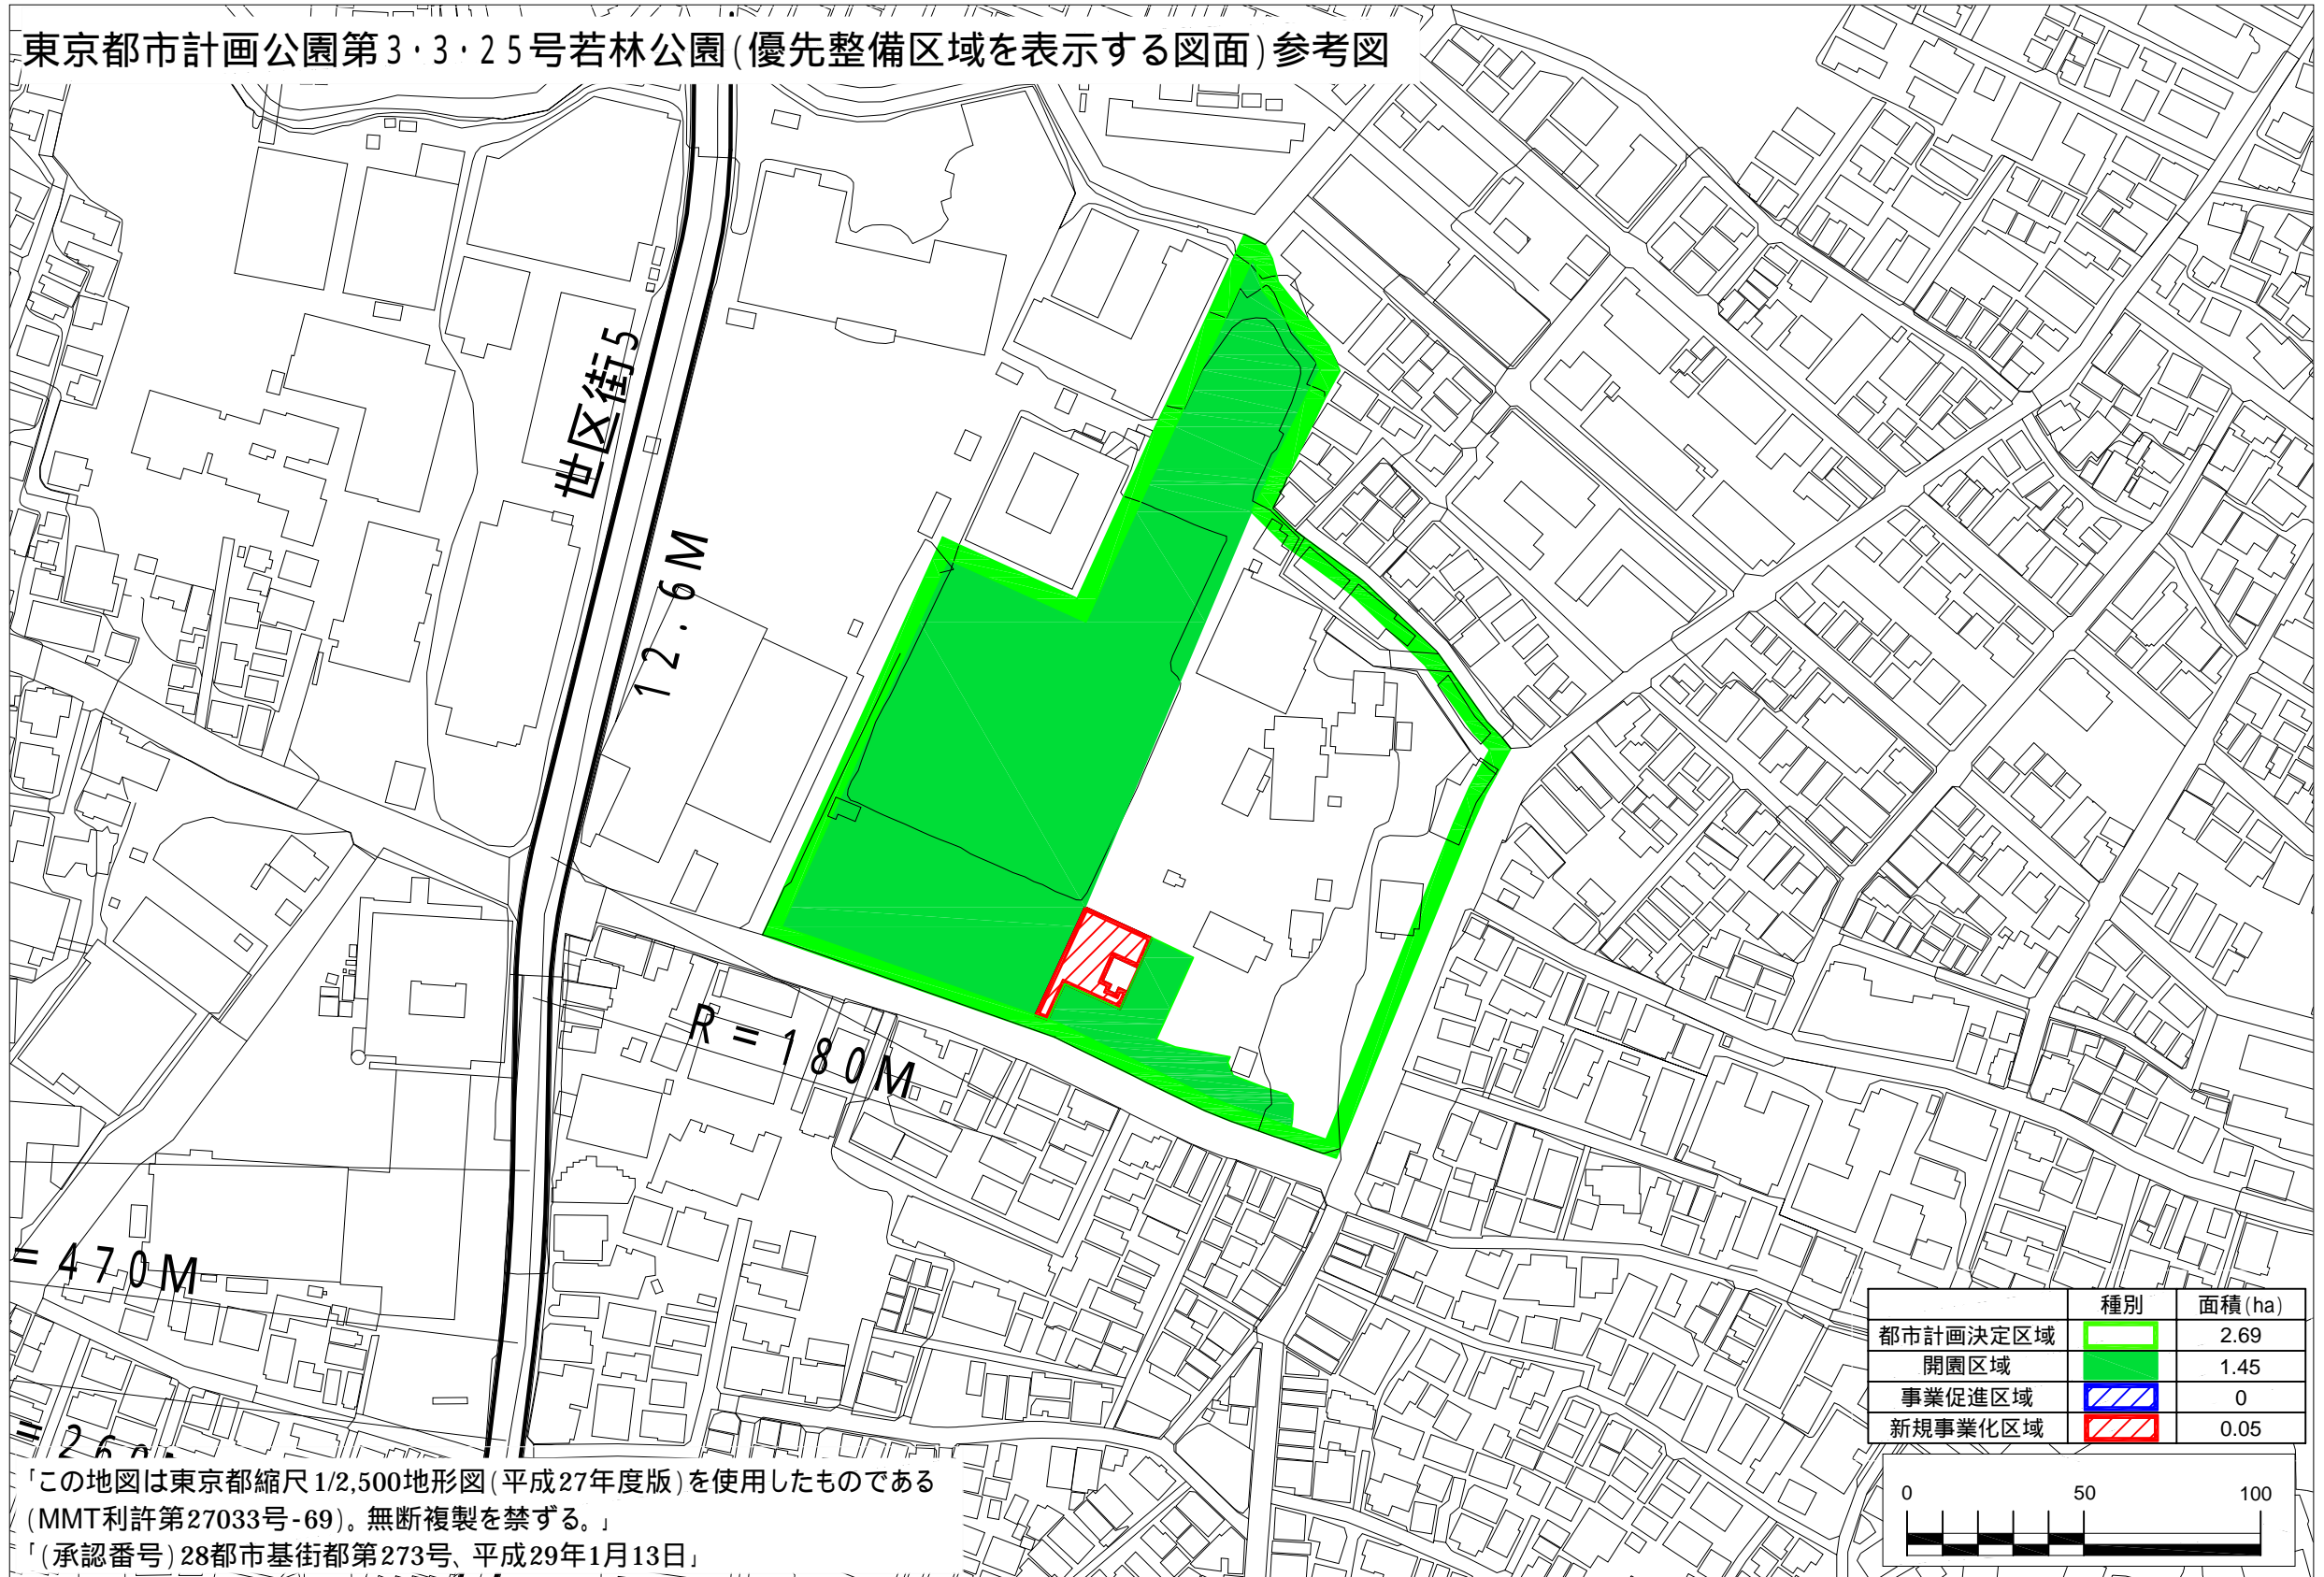 東京都市計画公園第3・3・25号若林公園(優先整備区域を表示する図面)参考図
世区街5
12.6M
R=180M
=470M
種別 面積(ha)
都市計画決定区域 2.69
開園区域 1.45
事業促進区域 0
新規事業化区域 0.05
0 50 100
「この地図は東京都縮尺1/2,500地形図(平成27年度版)を使用したものである
(MMT利許第27033号-69)。無断複製を禁ずる。」
「(承認番号)28都市基街都第273号、平成29年1月13日」